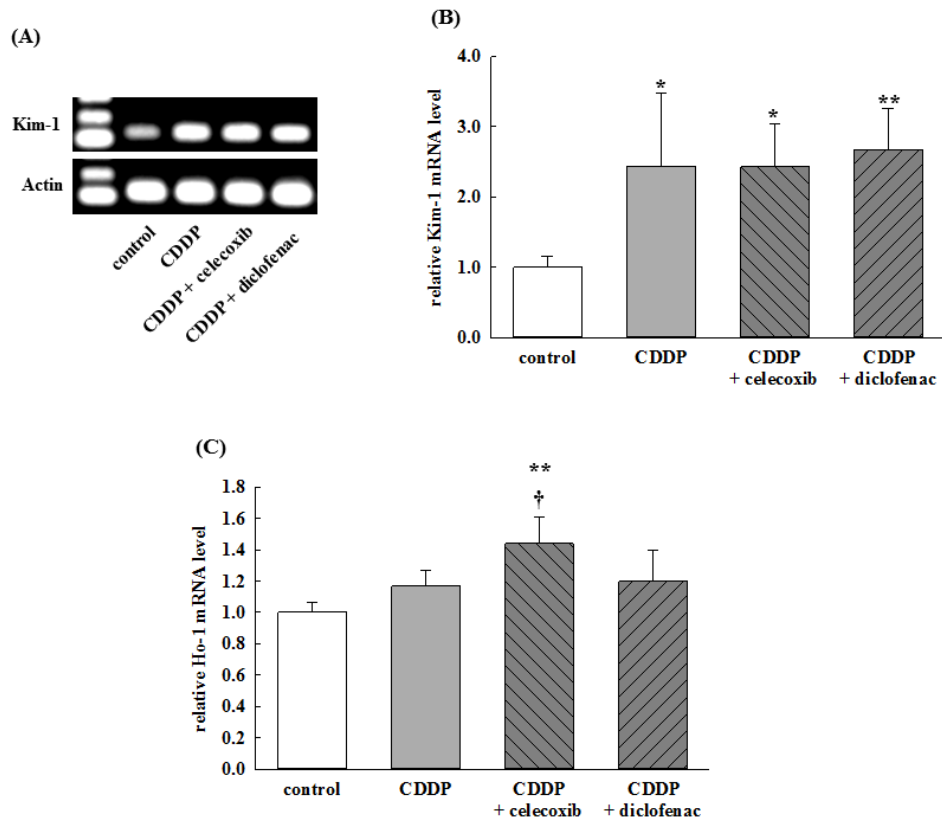 (A)
Kim-1
Actin
control
CDDP
CDDP + celecoxib
CDDP + diclofenac
(B)
relative Kim-1 mRNA level
4.0
3.0
2.0
1.0
0.0
*
*
**
control
CDDP
CDDP
+ celecoxib
CDDP
+ diclofenac
(C)
relative Ho-1 mRNA level
1.8
1.6
1.4
1.2
1.0
0.8
0.6
0.4
0.2
0.0
**
†
control
CDDP
CDDP
+ celecoxib
CDDP
+ diclofenac